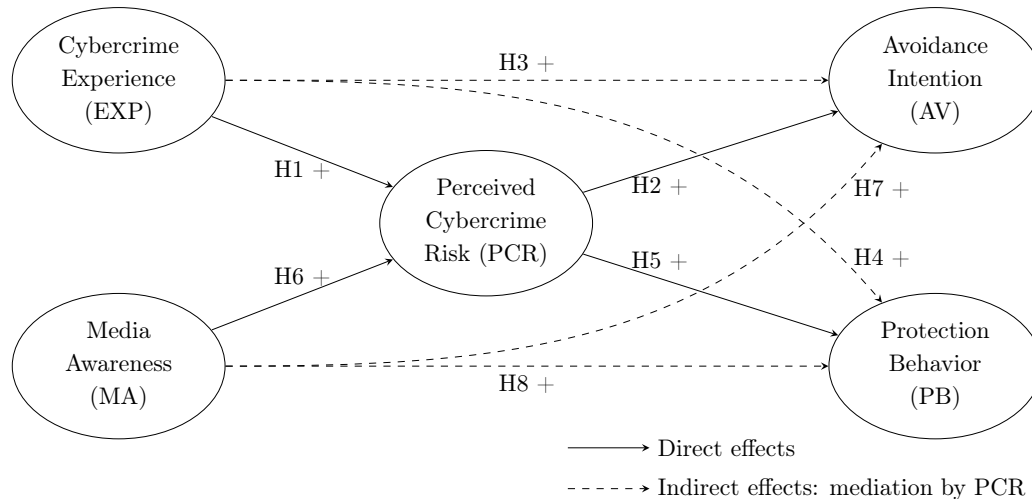 Cybercrime
Experience
(EXP)
H3 +
Avoidance
Intention
(AV)
H1 +
H2 +
H7 +
Perceived
Cybercrime
Risk (PCR)
H6 +
H5 +
H4 +
Media
Awareness
(MA)
H8 +
Protection
Behavior
(PB)
Direct effects
Indirect effects: mediation by PCR